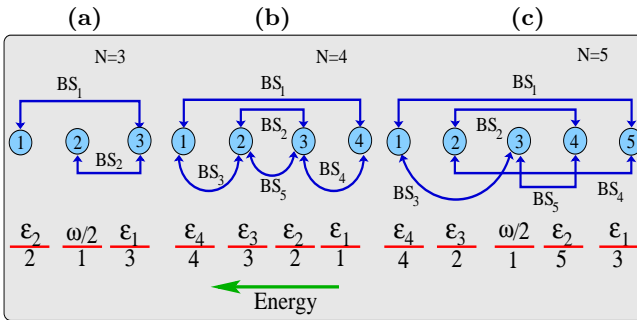 (a) (b) (c)
N=3 N=4 N=5
BS₁ BS₁ BS₁
1 2 3 1 2 3 4 1 2 3 4 5
BS₂ BS₂ BS₂
BS₃ BS₅ BS₄ BS₃ BS₅ BS₄
ε₂ ω/2 ε₁ ε₄ ε₃ ε₂ ε₁ ε₄ ε₃ ω/2 ε₂ ε₁
2 1 3 4 3 2 1 4 2 1 5 3
Energy